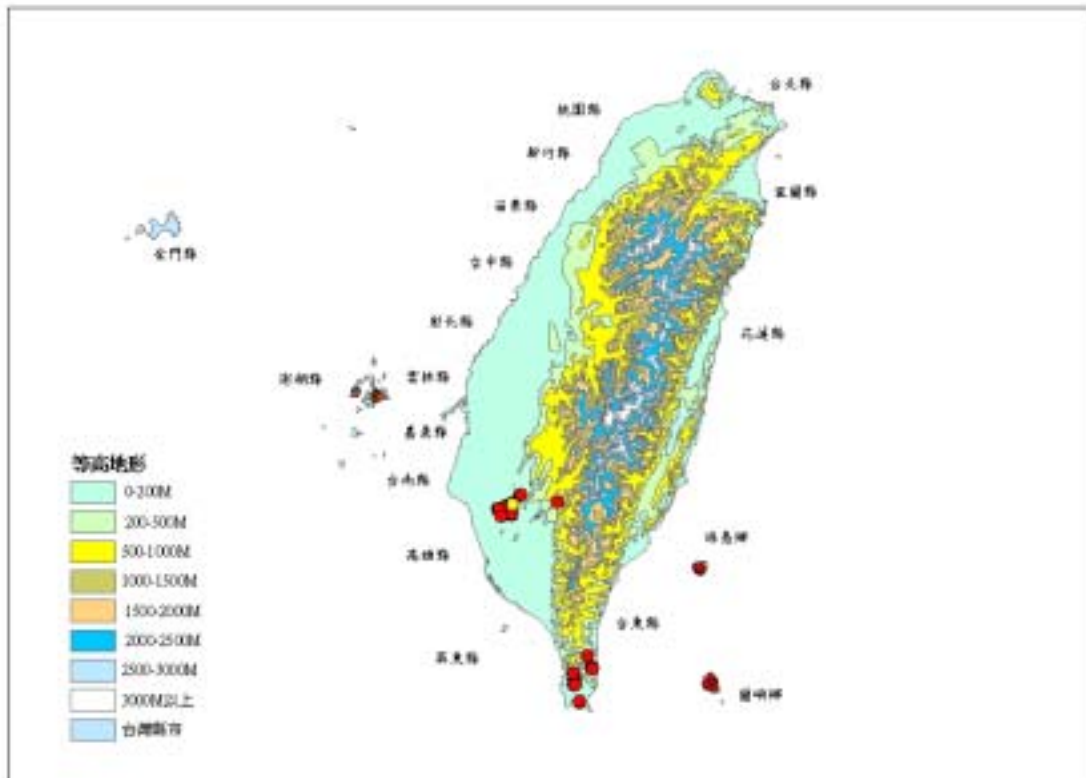 台北縣
桃園縣
新竹縣
宜蘭縣
苗栗縣
金門縣
台中縣
彰化縣
花蓮縣
澎湖縣
雲林縣
嘉義縣
等高地形
台南縣
0-200M
200-500M
綠島鄉
500-1000M
高雄縣
1000-1500M
1500-2000M
台東縣
2000-2500M
屏東縣
2500-3000M
蘭嶼鄉
3000M以上
台灣縣市